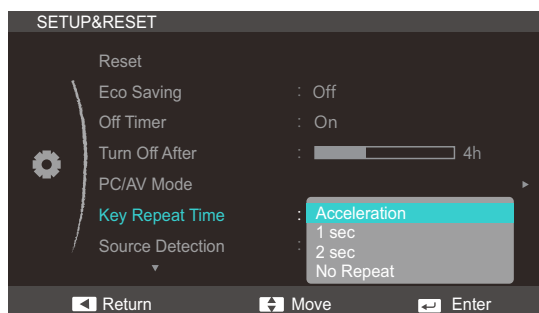 SETUP&RESET
Reset
Eco Saving : Off
Off Timer : On
Turn Off After : 4h
PC/AV Mode
Key Repeat Time : Acceleration
1 sec
Source Detection :
2 sec
No Repeat
Return Move Enter